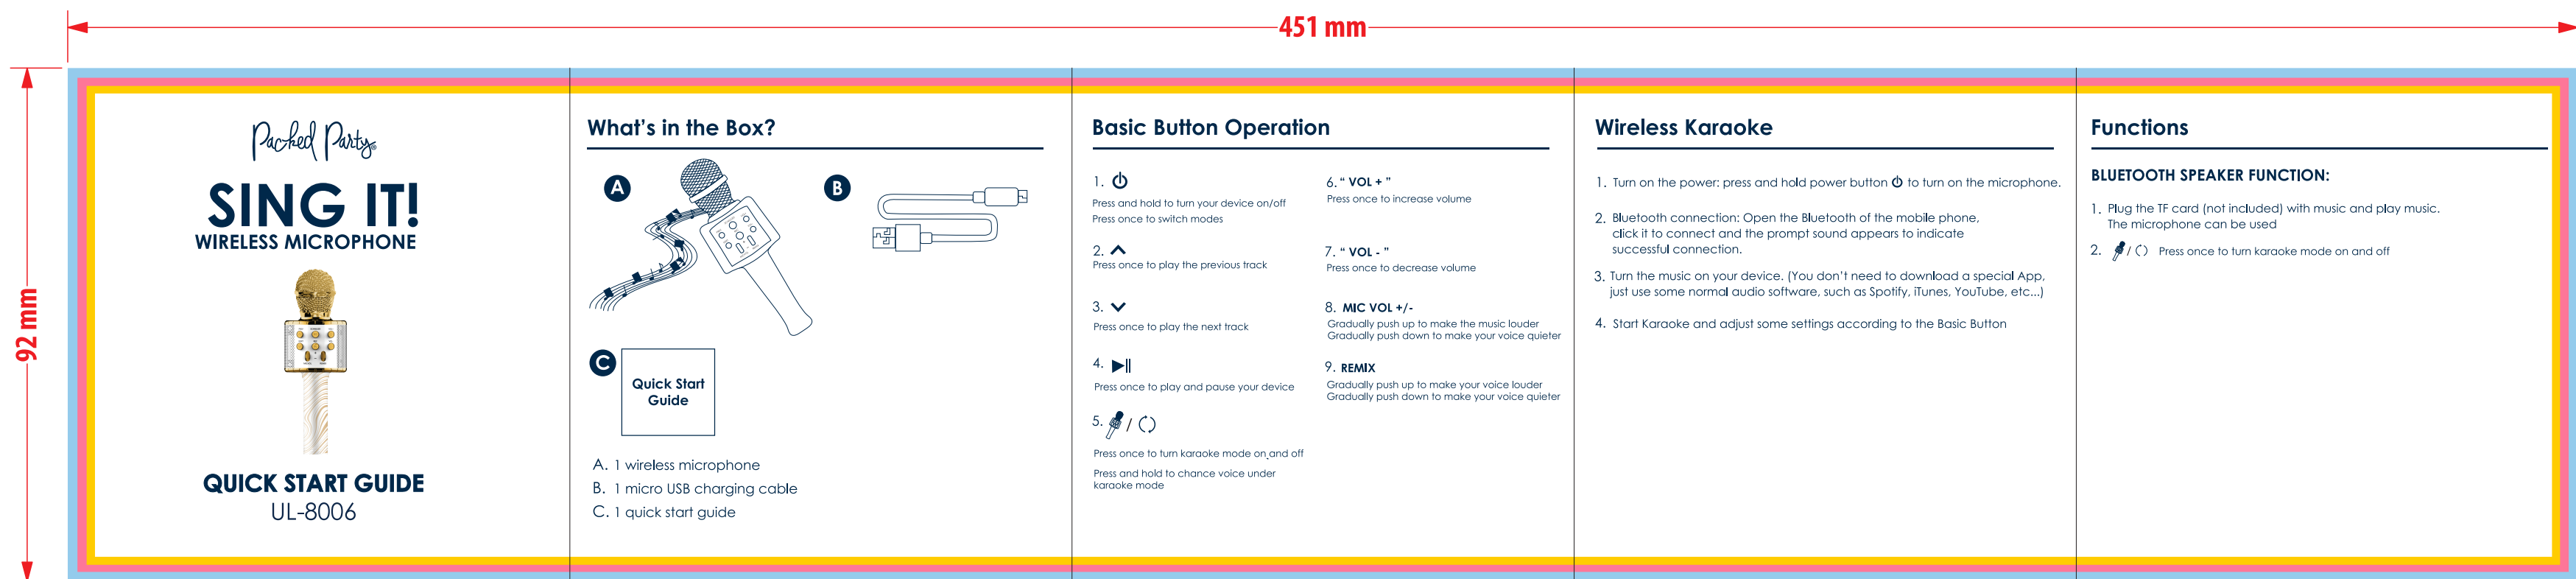 451 mm
92 mm
Packed Party®
SING IT!
WIRELESS MICROPHONE
QUICK START GUIDE
UL-8006
What's in the Box?
A
B
C
Quick Start
Guide
A. 1 wireless microphone
B. 1 micro USB charging cable
C. 1 quick start guide
Basic Button Operation
1.
Press and hold to turn your device on/off
Press once to switch modes
2.
Press once to play the previous track
3.
Press once to play the next track
4.
Press once to play and pause your device
5. /
Press once to turn karaoke mode on and off
Press and hold to chance voice under
karaoke mode
6. “ VOL + ”
Press once to increase volume
7. “ VOL - ”
Press once to decrease volume
8. MIC VOL +/-
Gradually push up to make the music louder
Gradually push down to make your voice quieter
9. REMIX
Gradually push up to make your voice louder
Gradually push down to make your voice quieter
Wireless Karaoke
1. Turn on the power: press and hold power button to turn on the microphone.
2. Bluetooth connection: Open the Bluetooth of the mobile phone,
click it to connect and the prompt sound appears to indicate
successful connection.
3. Turn the music on your device. (You don't need to download a special App,
just use some normal audio software, such as Spotify, iTunes, YouTube, etc...)
4. Start Karaoke and adjust some settings according to the Basic Button
Functions
BLUETOOTH SPEAKER FUNCTION:
1. Plug the TF card (not included) with music and play music.
The microphone can be used
2. / Press once to turn karaoke mode on and off